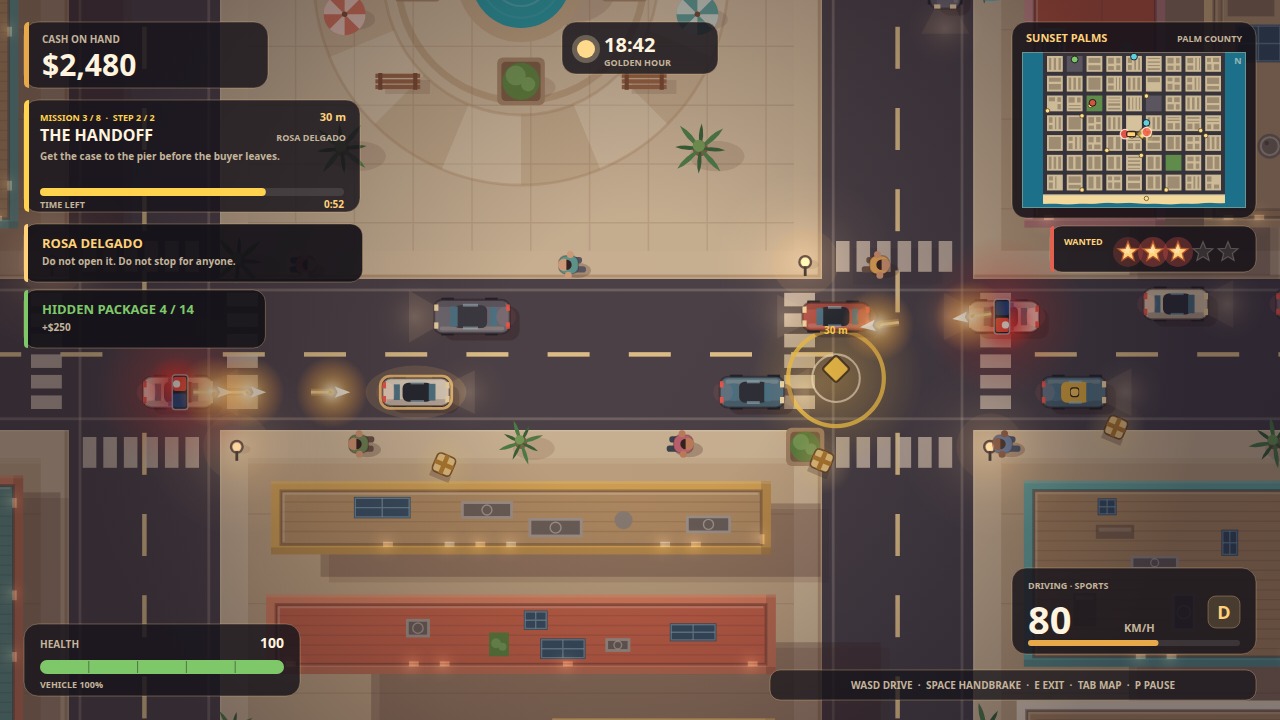 CASH ON HAND
$2,480
MISSION 3 / 8 · STEP 2 / 2
30 m
THE HANDOFF
ROSA DELGADO
Get the case to the pier before the buyer leaves.
TIME LEFT
0:52
ROSA DELGADO
Do not open it. Do not stop for anyone.
HIDDEN PACKAGE 4 / 14
+$250
18:42
GOLDEN HOUR
SUNSET PALMS
PALM COUNTY
N
WANTED
30 m
HEALTH
100
VEHICLE 100%
DRIVING · SPORTS
80
KM/H
D
WASD DRIVE · SPACE HANDBRAKE · E EXIT · TAB MAP · P PAUSE